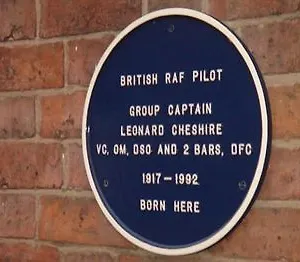 BRITISH RAF PILOT
GROUP CAPTAIN
LEONARD CHESHIRE
VC, OM, DSO AND 2 BARS, DFC
1917-1992
BORN HERE